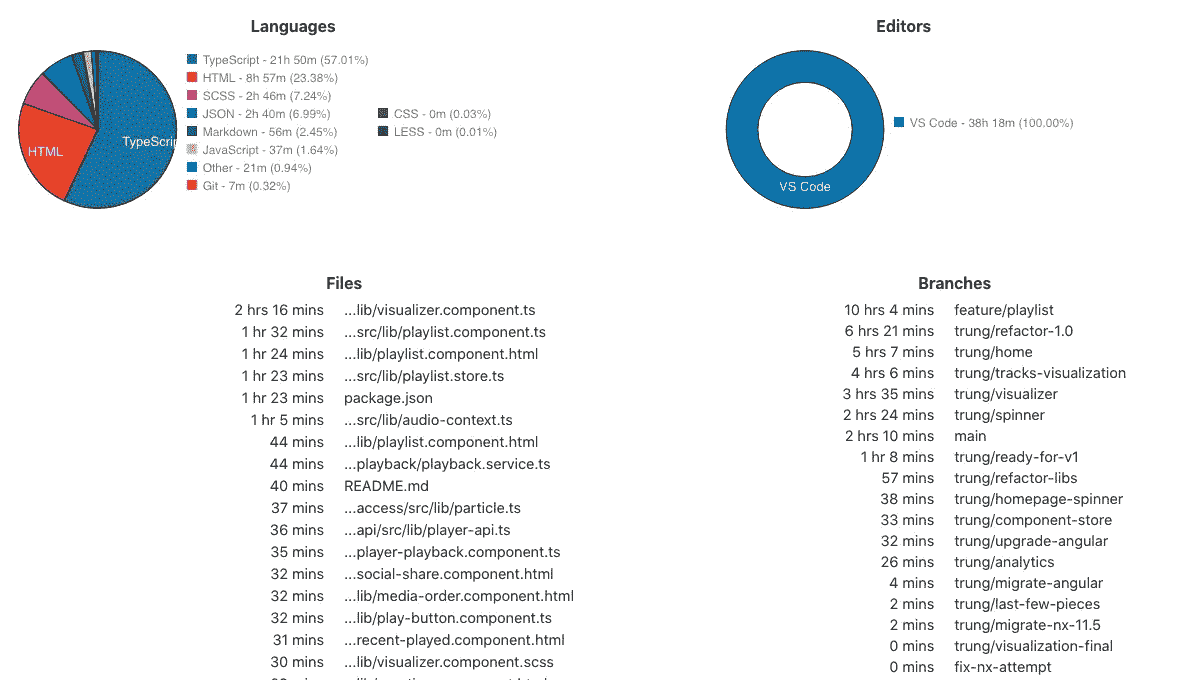 Languages
TypeScript - 21h 50m (57.01%)
HTML - 8h 57m (23.38%)
SCSS - 2h 46m (7.24%)
JSON - 2h 40m (6.99%)
Markdown - 56m (2.45%)
JavaScript - 37m (1.64%)
Other - 21m (0.94%)
Git - 7m (0.32%)
CSS - 0m (0.03%)
LESS - 0m (0.01%)
TypeScrip
HTML
Editors
VS Code - 38h 18m (100.00%)
VS Code
Files
2 hrs 16 mins ...lib/visualizer.component.ts
1 hr 32 mins ...src/lib/playlist.component.ts
1 hr 24 mins ...lib/playlist.component.html
1 hr 23 mins ...src/lib/playlist.store.ts
1 hr 23 mins package.json
1 hr 5 mins ...src/lib/audio-context.ts
44 mins ...lib/playlist.component.html
44 mins ...playback/playback.service.ts
40 mins README.md
37 mins ...access/src/lib/particle.ts
36 mins ...api/src/lib/player-api.ts
35 mins ...player-playback.component.ts
32 mins ...social-share.component.html
32 mins ...lib/media-order.component.html
32 mins ...lib/play-button.component.ts
31 mins ...recent-played.component.html
30 mins ...lib/visualizer.component.scss
Branches
10 hrs 4 mins feature/playlist
6 hrs 21 mins trung/refactor-1.0
5 hrs 7 mins trung/home
4 hrs 6 mins trung/tracks-visualization
3 hrs 35 mins trung/visualizer
2 hrs 24 mins trung/spinner
2 hrs 10 mins main
1 hr 8 mins trung/ready-for-v1
57 mins trung/refactor-libs
38 mins trung/homepage-spinner
33 mins trung/component-store
32 mins trung/upgrade-angular
26 mins trung/analytics
4 mins trung/migrate-angular
2 mins trung/last-few-pieces
2 mins trung/migrate-nx-11.5
0 mins trung/visualization-final
0 mins fix-nx-attempt